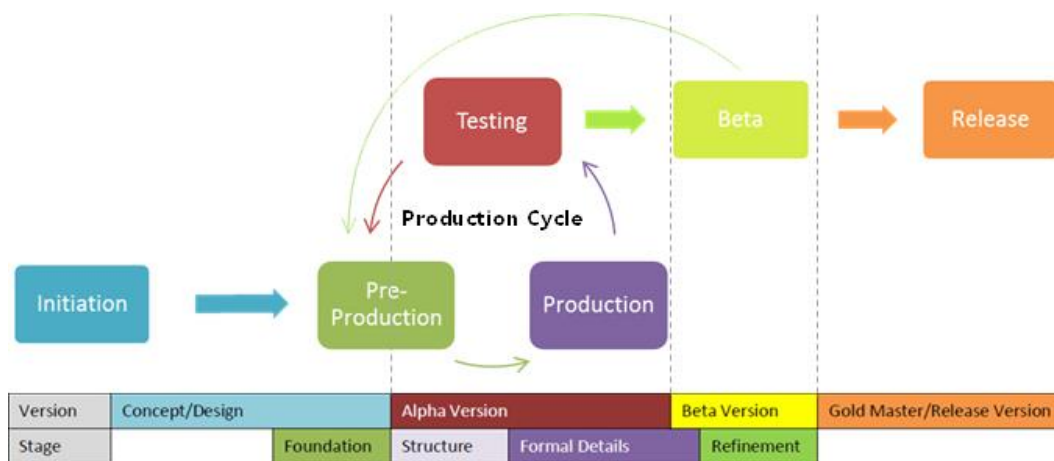 Testing
Beta
Release
Production Cycle
Initiation
Pre-
Production
Production
Version
Concept/Design
Alpha Version
Beta Version
Gold Master/Release Version
Stage
Foundation
Structure
Formal Details
Refinement